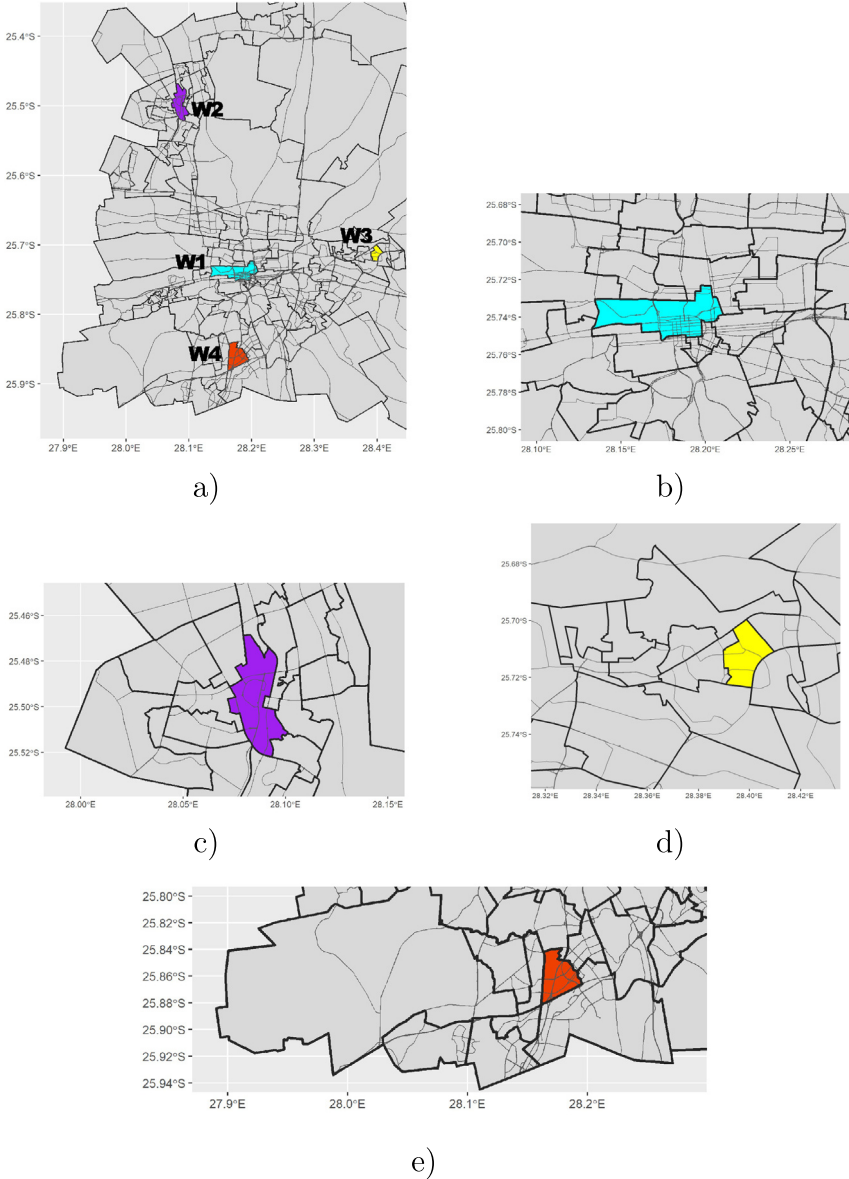 25.4°S
25.5°S
25.6°S
25.7°S
25.8°S
25.9°S
W2
W3
W1
W4
27.9°E 28.0°E 28.1°E 28.2°E 28.3°E 28.4°E
a)
25.68°S
25.70°S
25.72°S
25.74°S
25.76°S
25.78°S
25.80°S
28.10°E 28.15°E 28.20°E 28.25°E
b)
25.46°S
25.48°S
25.50°S
25.52°S
28.00°E 28.05°E 28.10°E 28.15°E
c)
25.68°S
25.70°S
25.72°S
25.74°S
28.32°E 28.34°E 28.36°E 28.38°E 28.40°E 28.42°E
d)
25.80°S
25.82°S
25.84°S
25.86°S
25.88°S
25.90°S
25.92°S
25.94°S
27.9°E 28.0°E 28.1°E 28.2°E
e)